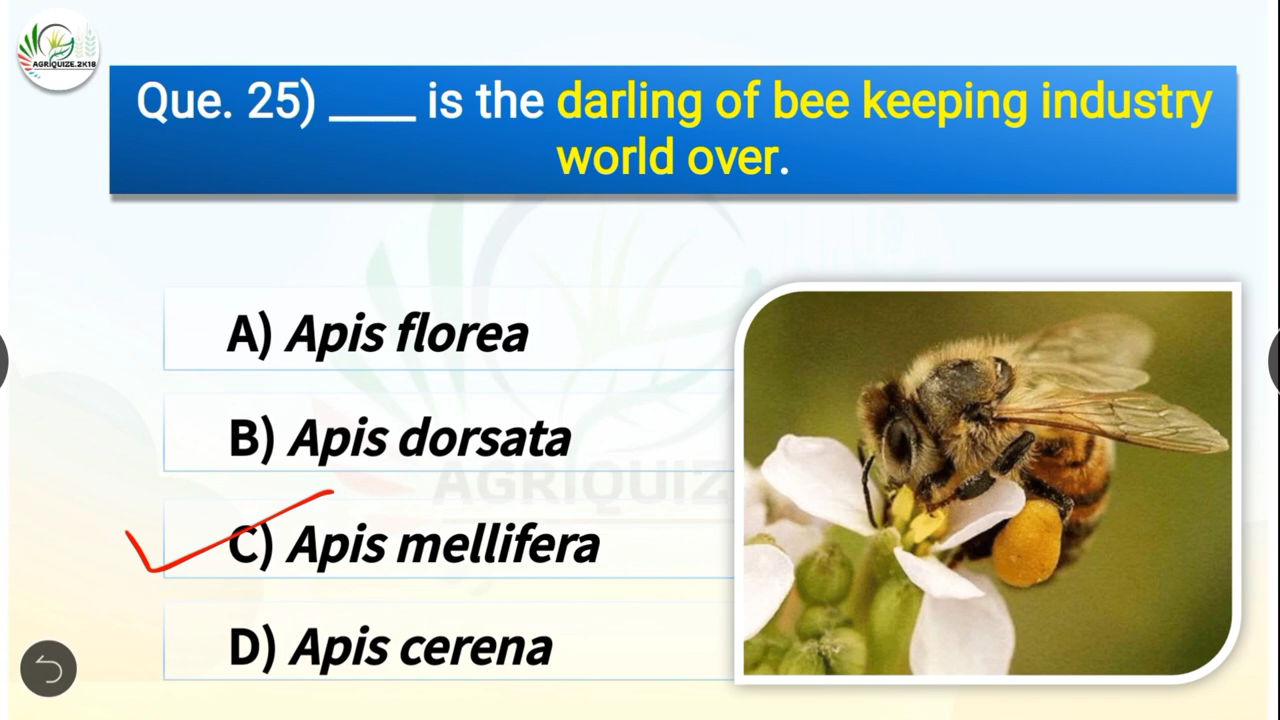 AGRIQUIZE.2K18
Que. 25) ____ is the darling of bee keeping industry
world over.
A) Apis florea
B) Apis dorsata
AGRIQUIZ
C) Apis mellifera
D) Apis cerena